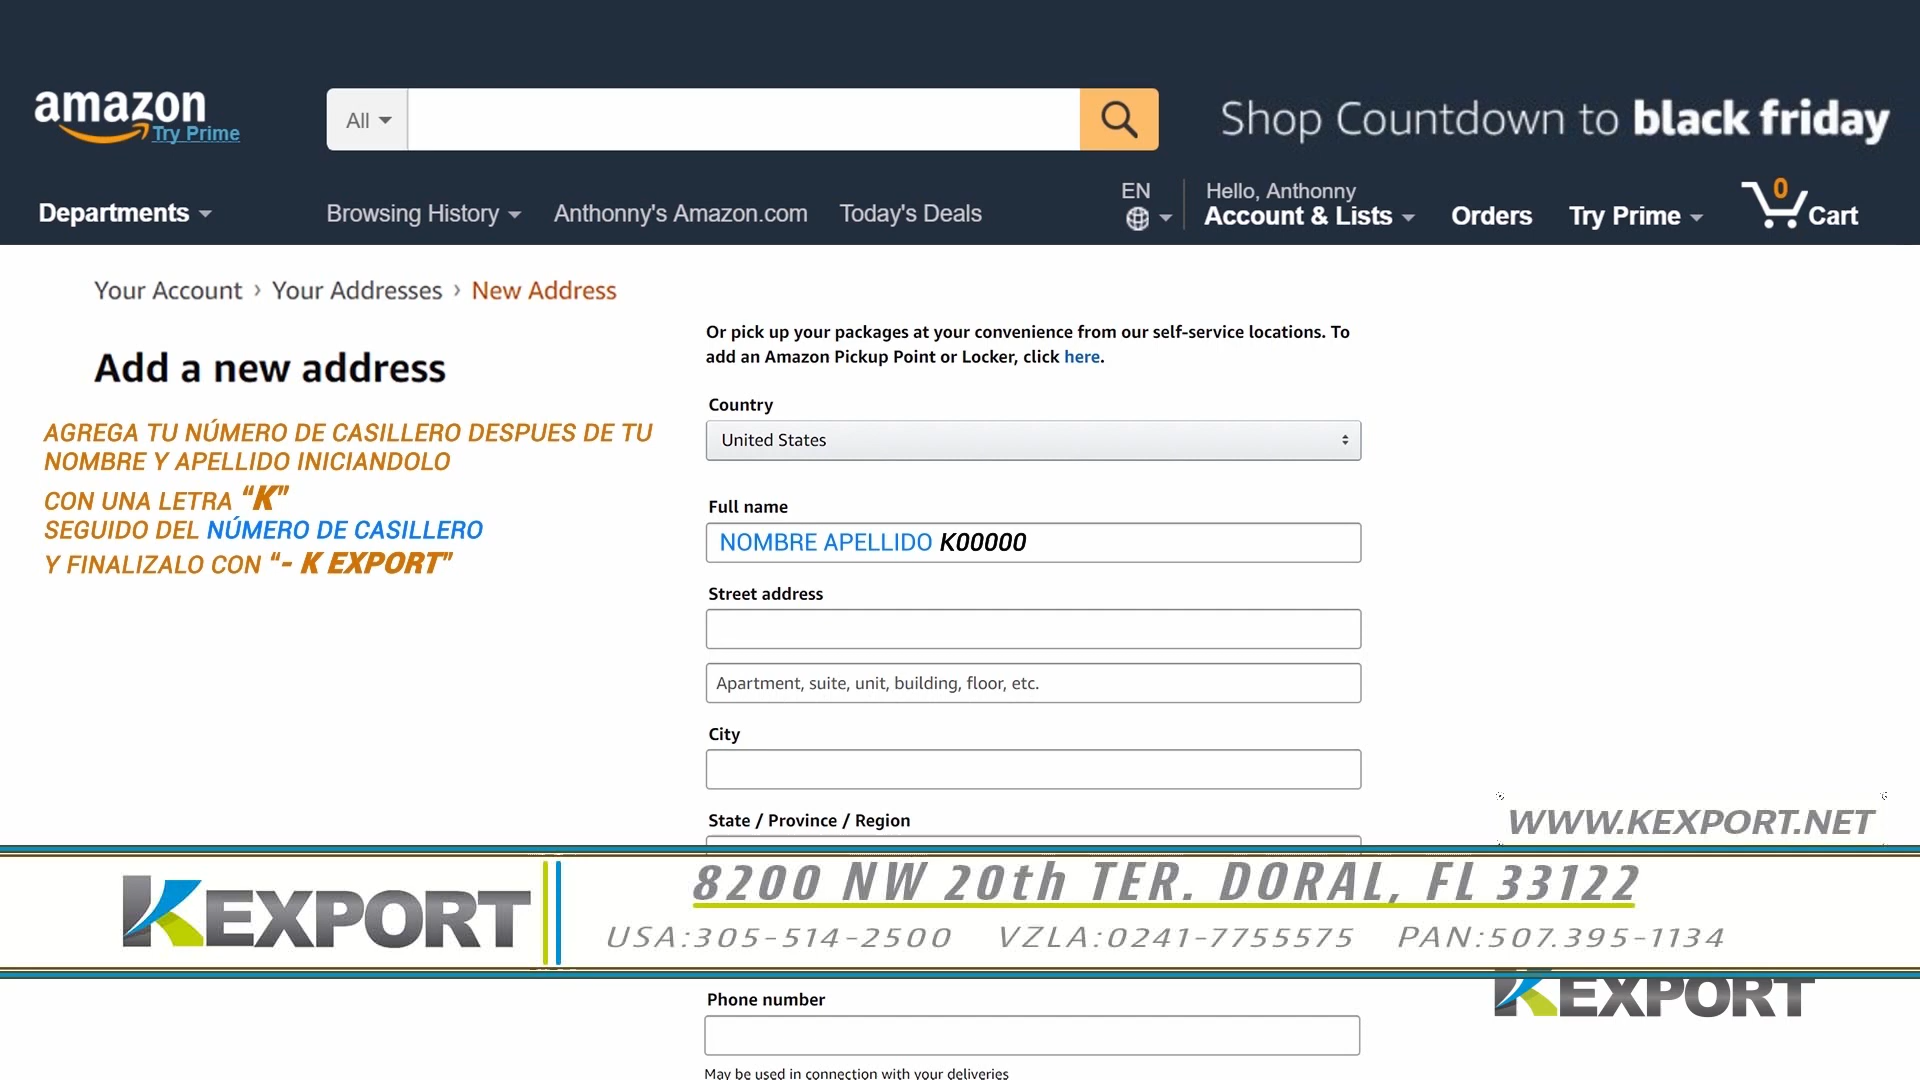 amazon
Try Prime
All
Shop Countdown to black friday
Departments
Browsing History
Anthonny's Amazon.com
Today's Deals
EN
Hello, Anthonny
Account & Lists
Orders
Try Prime
0
Cart
Your Account › Your Addresses › New Address
Add a new address
AGREGA TU NÚMERO DE CASILLERO DESPUES DE TU
NOMBRE Y APELLIDO INICIANDOLO
CON UNA LETRA “K”
SEGUIDO DEL NÚMERO DE CASILLERO
Y FINALIZALO CON “- K EXPORT”
Or pick up your packages at your convenience from our self-service locations. To
add an Amazon Pickup Point or Locker, click here.
Country
United States
Full name
NOMBRE APELLIDO K00000
Street address
Apartment, suite, unit, building, floor, etc.
City
State / Province / Region
WWW.KEXPORT.NET
KEXPORT
8200 NW 20th TER. DORAL, FL 33122
USA:305-514-2500 VZLA:0241-7755575 PAN:507.395-1134
KEXPORT
Phone number
May be used in connection with your deliveries